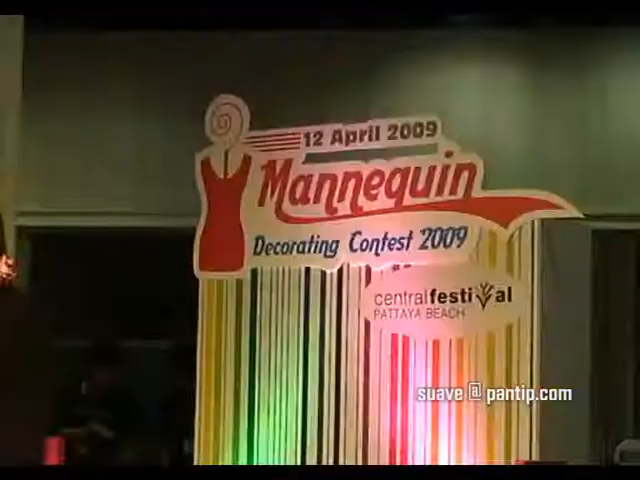 12 April 2009
Mannequin
Decorating Contest 2009
centralfestival
PATTAYA BEACH
suave @ pantip.com